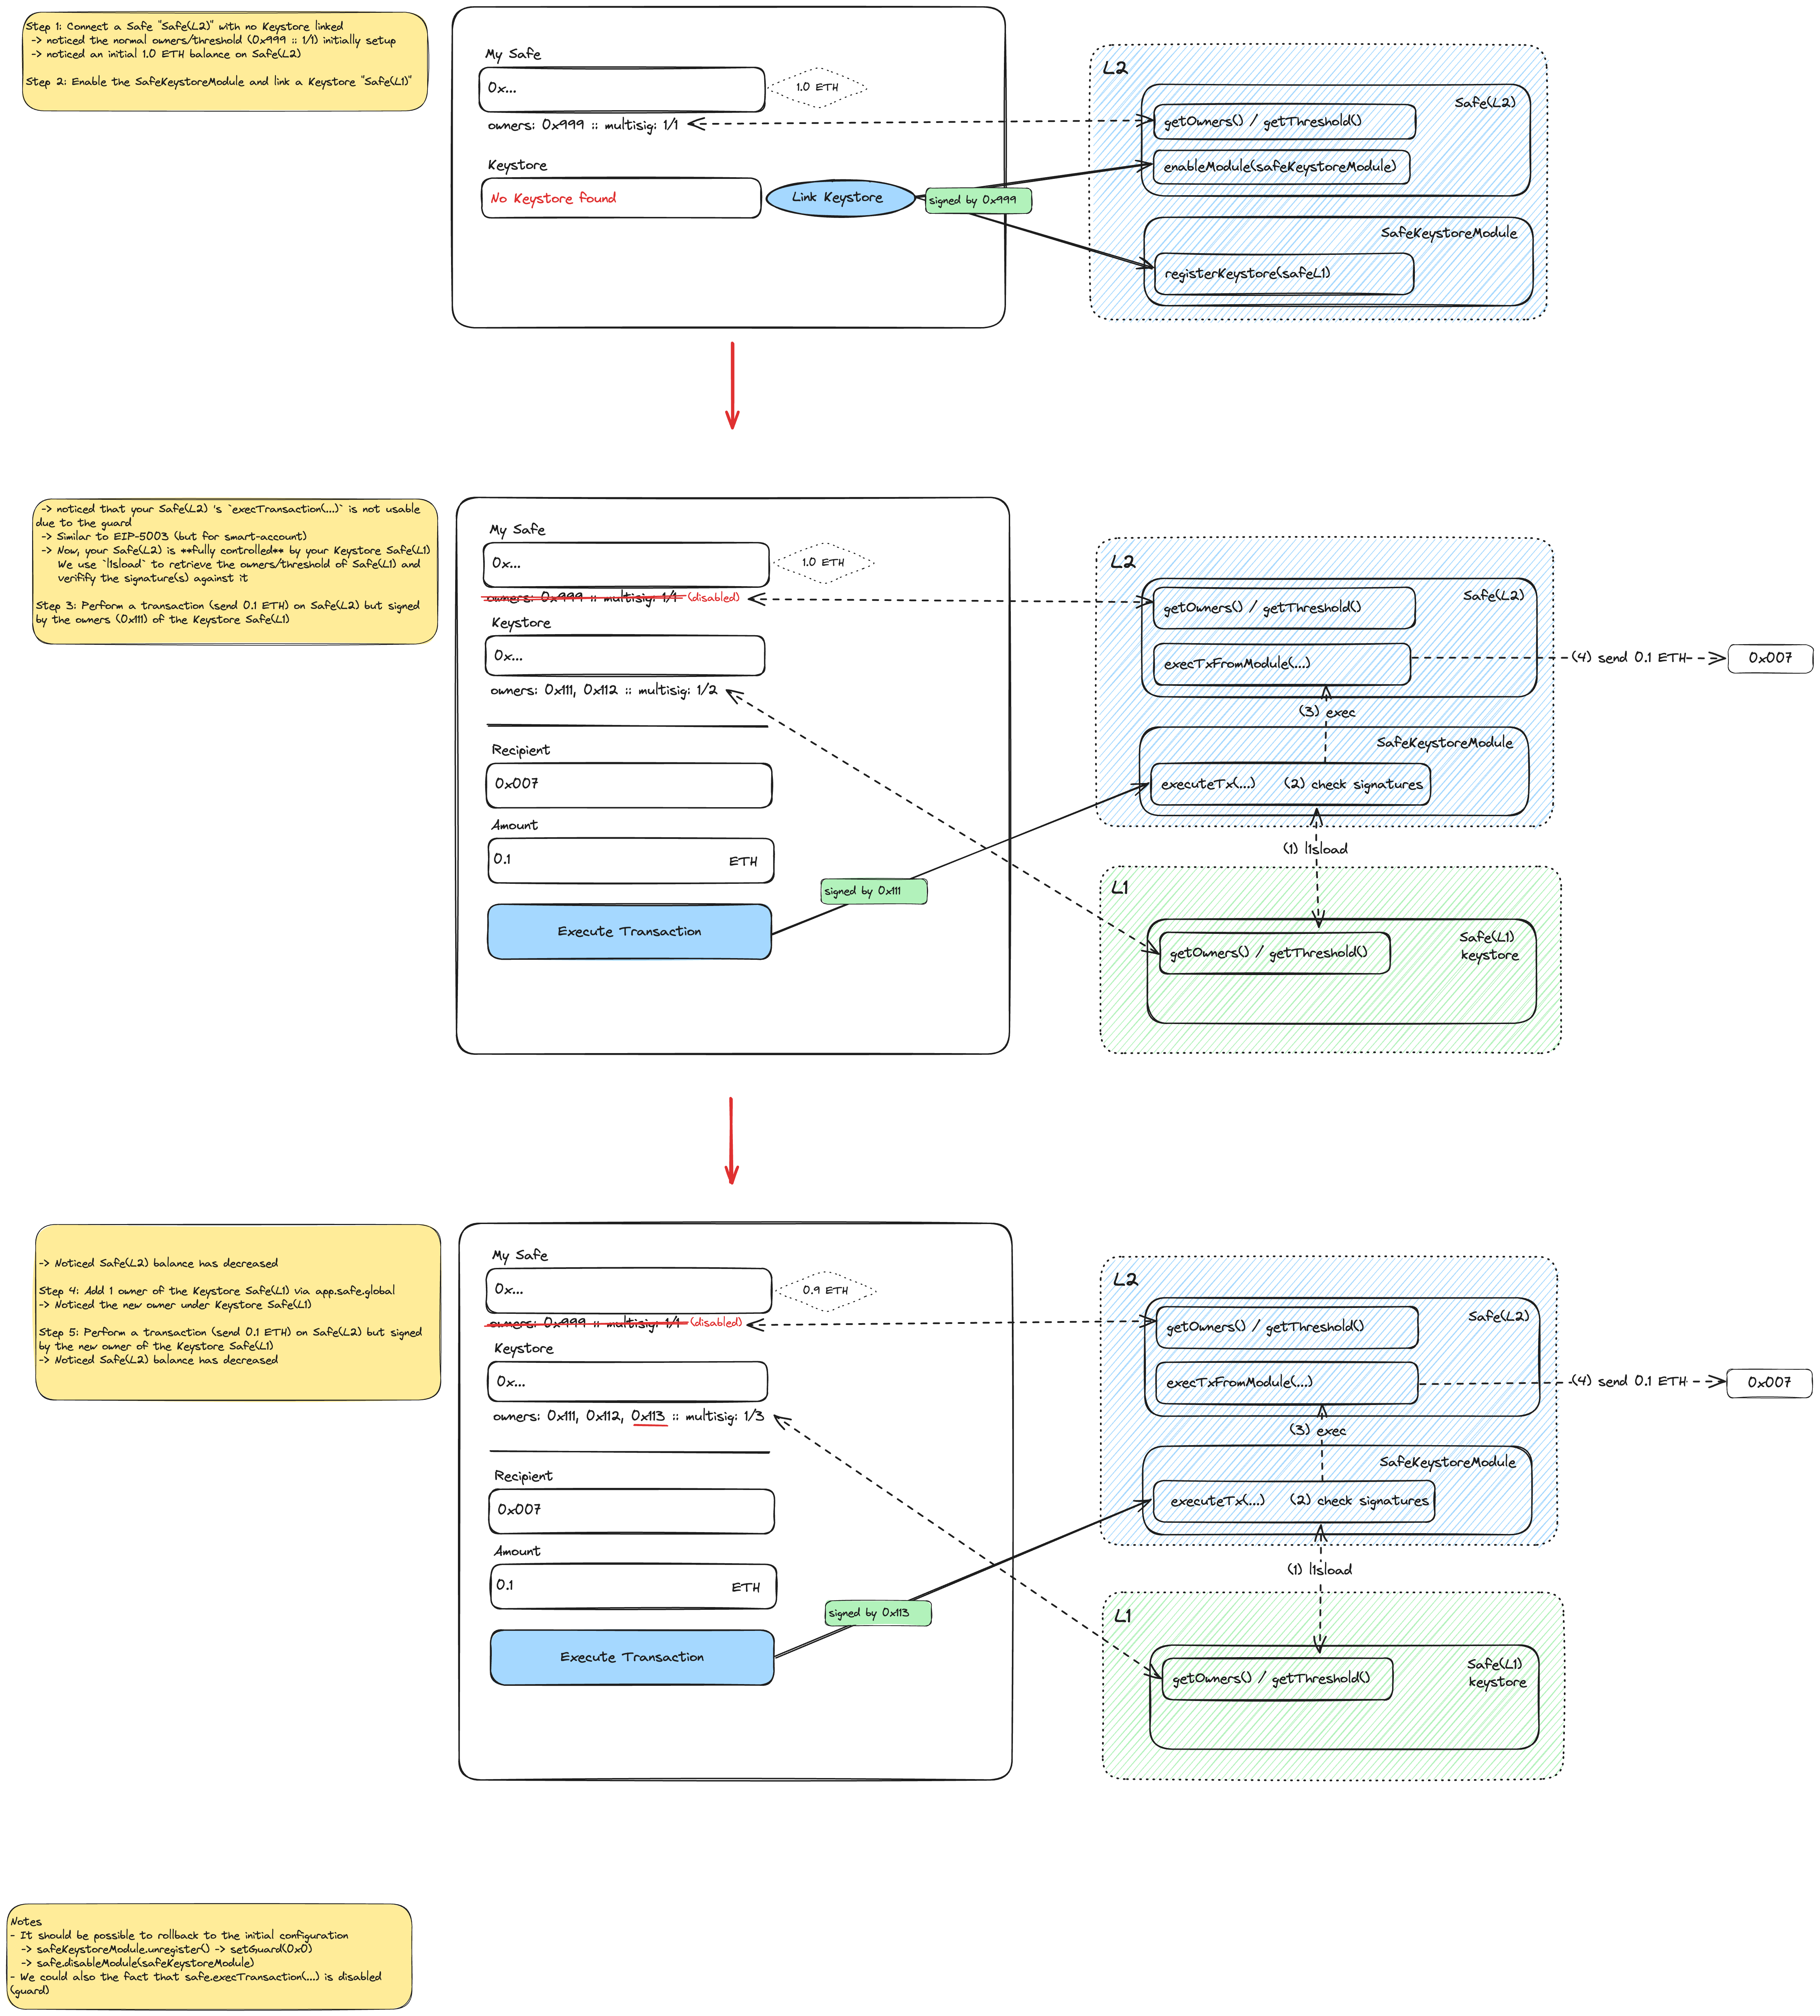 Step 1: Connect a Safe "Safe(L2)" with no Keystore linked
-> noticed the normal owners/threshold (0x999 :: 1/1) initially setup
-> noticed an initial 1.0 ETH balance on Safe(L2)
Step 2: Enable the SafeKeystoreModule and link a Keystore "Safe(L1)"
My Safe
0x...
1.0 ETH
owners: 0x999 :: multisig: 1/1
Keystore
No Keystore found
Link Keystore
signed by 0x999
L2
Safe(L2)
getOwners() / getThreshold()
enableModule(safeKeystoreModule)
SafeKeystoreModule
registerKeystore(safeL1)
-> noticed that your Safe(L2) 's `execTransaction(...)` is not usable
due to the guard
-> Similar to EIP-5003 (but for smart-account)
-> Now, your Safe(L2) is **fully controlled** by your Keystore Safe(L1)
We use `l1sload` to retrieve the owners/threshold of Safe(L1) and
verifify the signature(s) against it
Step 3: Perform a transaction (send 0.1 ETH) on Safe(L2) but signed
by the owners (0x111) of the Keystore Safe(L1)
My Safe
0x...
1.0 ETH
owners: 0x999 :: multisig: 1/1 (disabled)
Keystore
0x...
owners: 0x111, 0x112 :: multisig: 1/2
Recipient
0x007
Amount
0.1 ETH
Execute Transaction
signed by 0x111
L2
Safe(L2)
getOwners() / getThreshold()
execTxFromModule(...)
(4) send 0.1 ETH
0x007
(3) exec
SafeKeystoreModule
executeTx(...) (2) check signatures
(1) l1sload
L1
Safe(L1)
keystore
getOwners() / getThreshold()
-> Noticed Safe(L2) balance has decreased
Step 4: Add 1 owner of the Keystore Safe(L1) via app.safe.global
-> Noticed the new owner under Keystore Safe(L1)
Step 5: Perform a transaction (send 0.1 ETH) on Safe(L2) but signed
by the new owner of the Keystore Safe(L1)
-> Noticed Safe(L2) balance has decreased
My Safe
0x...
0.9 ETH
owners: 0x999 :: multisig: 1/1 (disabled)
Keystore
0x...
owners: 0x111, 0x112, 0x113 :: multisig: 1/3
Recipient
0x007
Amount
0.1 ETH
Execute Transaction
signed by 0x113
L2
Safe(L2)
getOwners() / getThreshold()
execTxFromModule(...)
(4) send 0.1 ETH
0x007
(3) exec
SafeKeystoreModule
executeTx(...) (2) check signatures
(1) l1sload
L1
Safe(L1)
keystore
getOwners() / getThreshold()
Notes
- It should be possible to rollback to the initial configuration
-> safeKeystoreModule.unregister() -> setGuard(0x0)
-> safe.disableModule(safeKeystoreModule)
- We could also the fact that safe.execTransaction(...) is disabled
(guard)